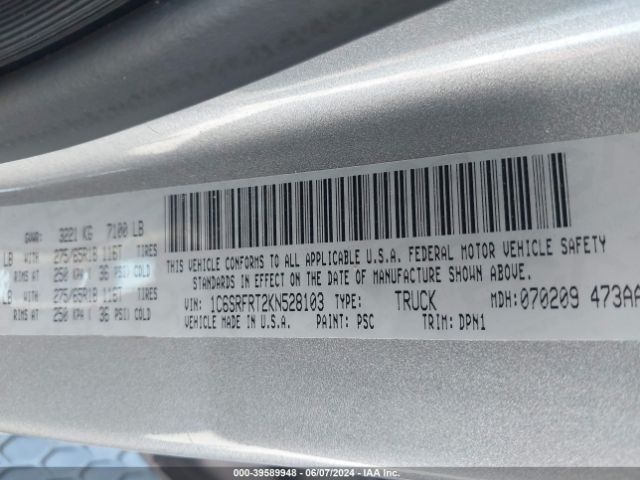 GVWR: 3221 KG 7100 LB
LB WITH 275/65R18 116T TIRES
RIMS AT 250 KPA ( 36 PSI) COLD
LB WITH 275/65R18 116T TIRES
RIMS AT 250 KPA ( 36 PSI) COLD
THIS VEHICLE CONFORMS TO ALL APPLICABLE U.S.A. FEDERAL MOTOR VEHICLE SAFETY
STANDARDS IN EFFECT ON THE DATE OF MANUFACTURE SHOWN ABOVE.
VIN: 1C6SRFRT2KN528103 TYPE: TRUCK MDH: 070209 473AA
VEHICLE MADE IN U.S.A. PAINT: PSC TRIM: DPN1
000-39589948 - 06/07/2024 - IAAI.COM